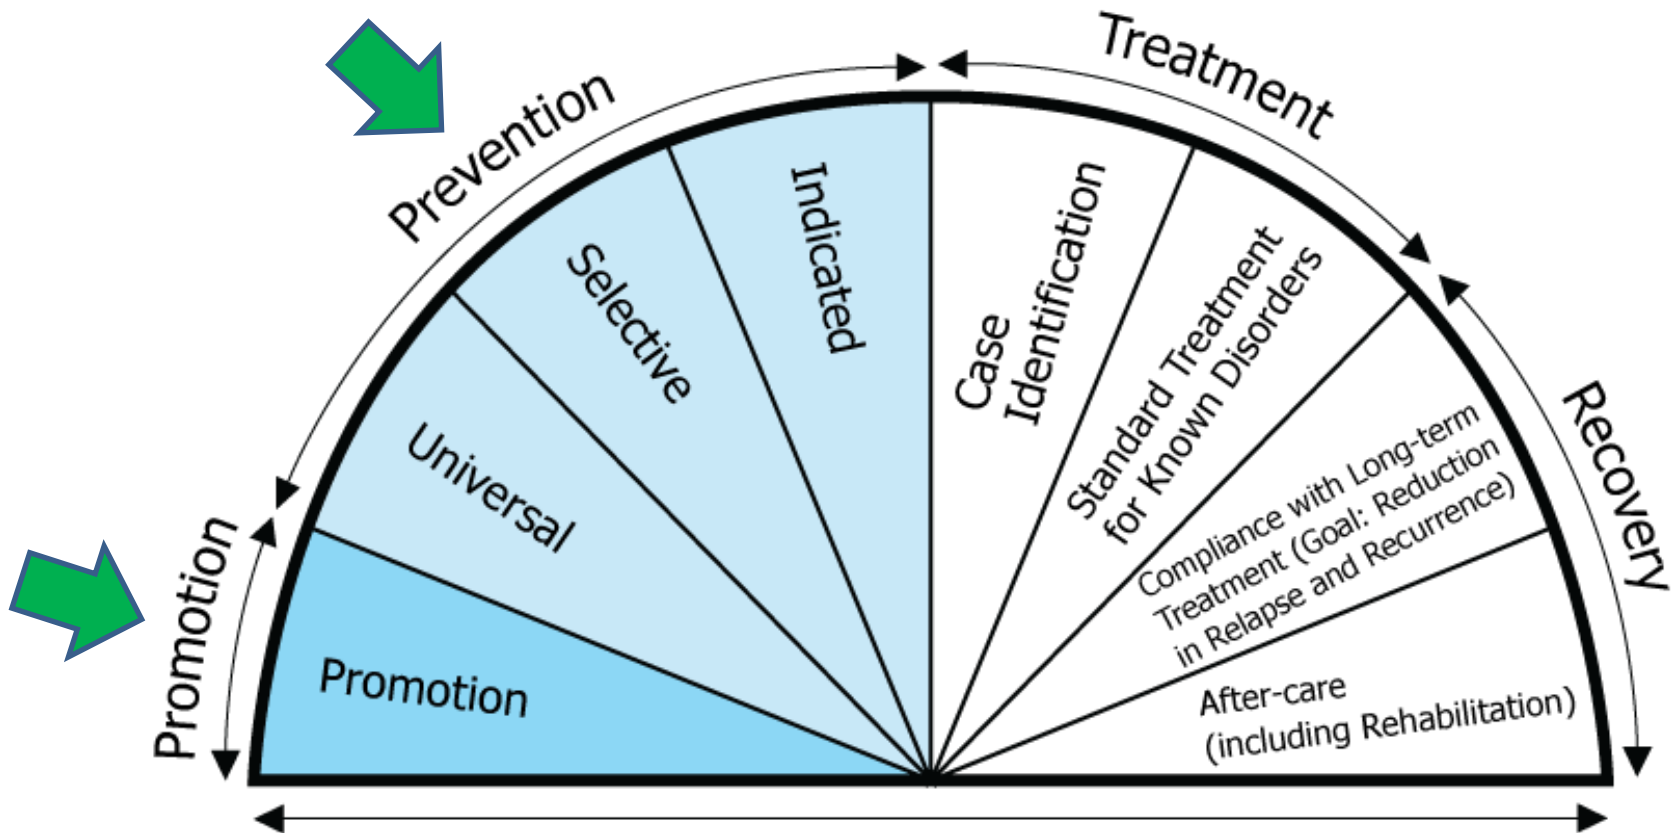 Promotion
Prevention
Treatment
Recovery
Promotion
Universal
Selective
Indicated
Case
Identification
Standard Treatment
for Known Disorders
Compliance with Long-term
Treatment (Goal: Reduction
in Relapse and Recurrence)
After-care
(including Rehabilitation)